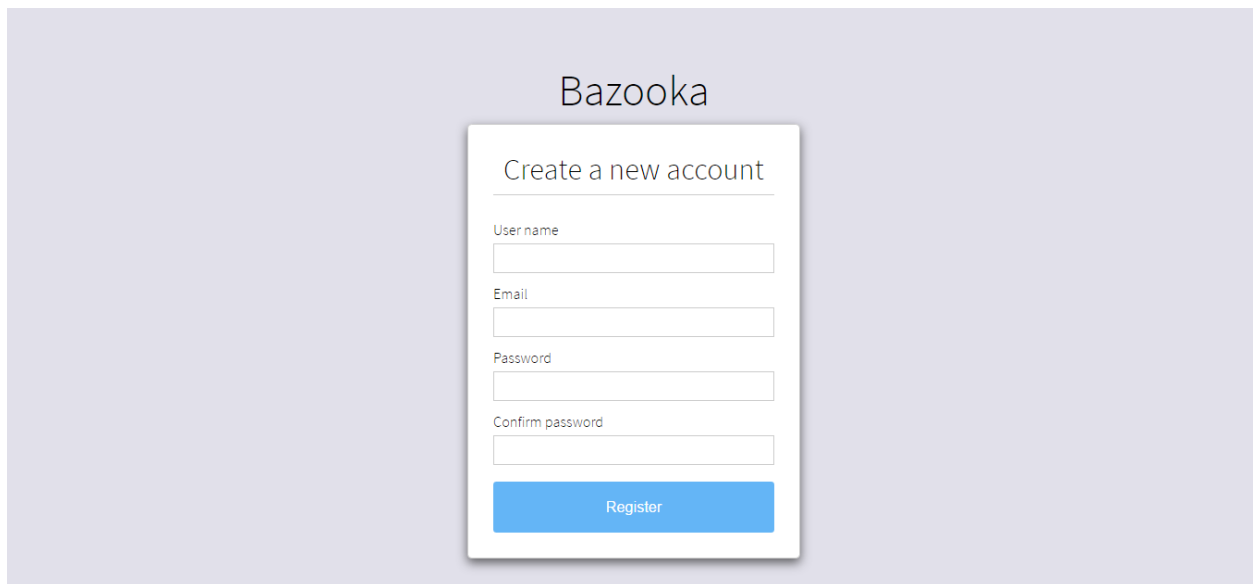 Bazooka
Create a new account
User name
Email
Password
Confirm password
Register